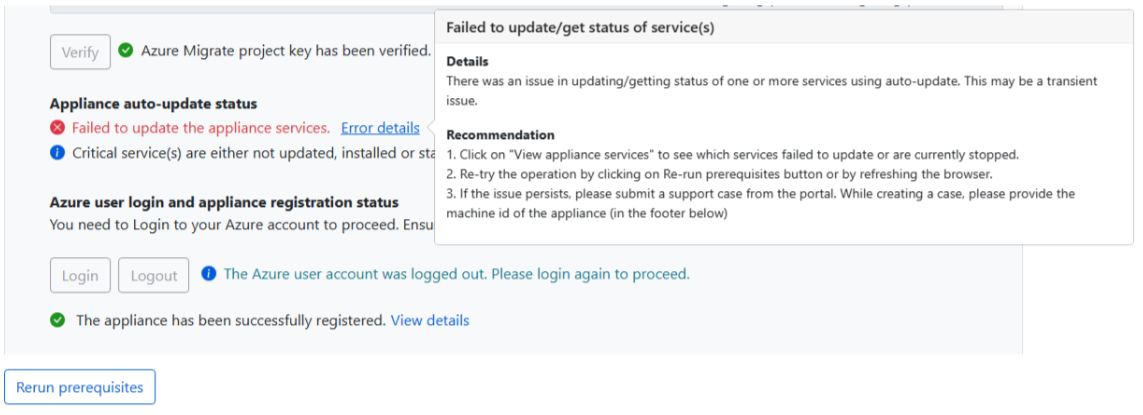 Failed to update/get status of service(s)
Verify
Azure Migrate project key has been verified.
Details
There was an issue in updating/getting status of one or more services using auto-update. This may be a transient
issue.
Appliance auto-update status
Failed to update the appliance services. Error details
Critical service(s) are either not updated, installed or sta
Recommendation
1. Click on "View appliance services" to see which services failed to update or are currently stopped.
2. Re-try the operation by clicking on Re-run prerequisites button or by refreshing the browser.
3. If the issue persists, please submit a support case from the portal. While creating a case, please provide the
machine id of the appliance (in the footer below)
Azure user login and appliance registration status
You need to Login to your Azure account to proceed. Ensu
Login
Logout
The Azure user account was logged out. Please login again to proceed.
The appliance has been successfully registered. View details
Rerun prerequisites